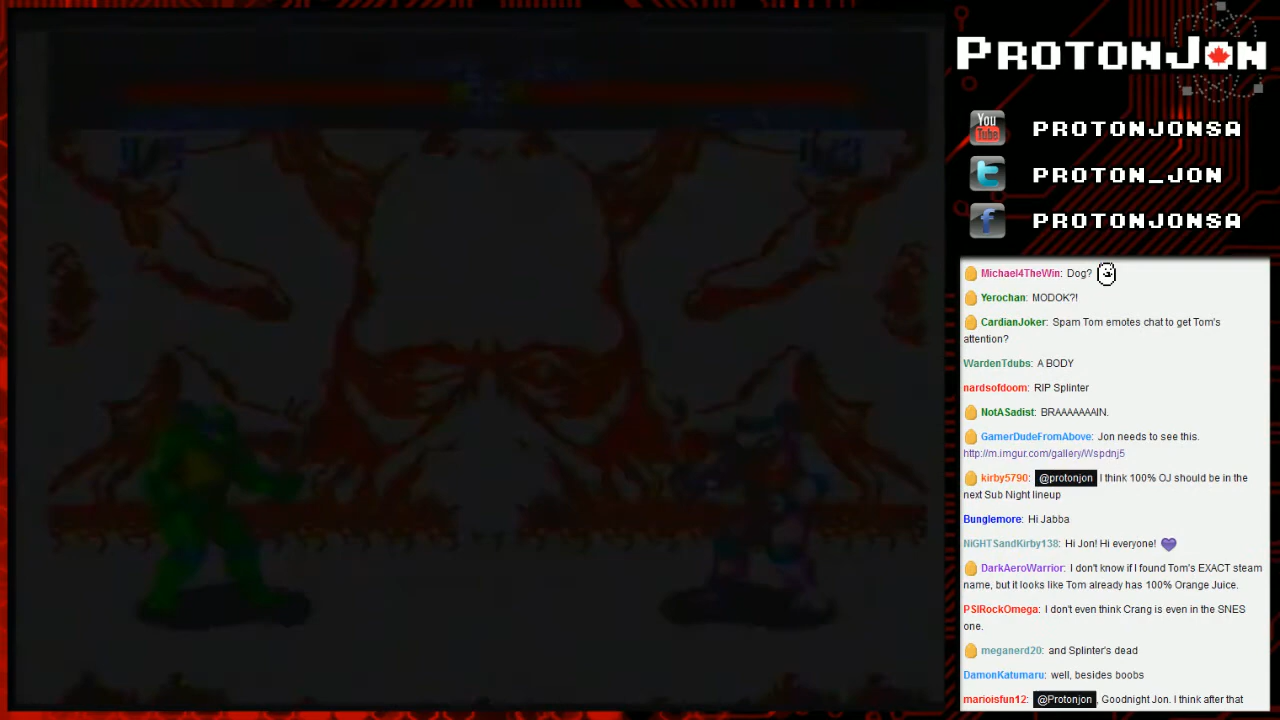 PROTONJON
PROTONJONSA
PROTON_JON
PROTONJONSA
Michael4TheWin: Dog?
Yerochan: MODOK?!
CardianJoker: Spam Tom emotes chat to get Tom's
attention?
WardenTdubs: A BODY
nardsofdoom: RIP Splinter
NotASadist: BRAAAAAAIN.
GamerDudeFromAbove: Jon needs to see this.
http://m.imgur.com/gallery/Wspdnj5
kirby5790: @protonjon I think 100% OJ should be in the
next Sub Night lineup
Bunglemore: Hi Jabba
NiGHTSandKirby138: Hi Jon! Hi everyone!
DarkAeroWarrior: I don't know if I found Tom's EXACT steam
name, but it looks like Tom already has 100% Orange Juice.
PSIRockOmega: I don't even think Crang is even in the SNES
one.
meganerd20: and Splinter's dead
DamonKatumaru: well, besides boobs
marioisfun12: @Protonjon, Goodnight Jon. I think after that